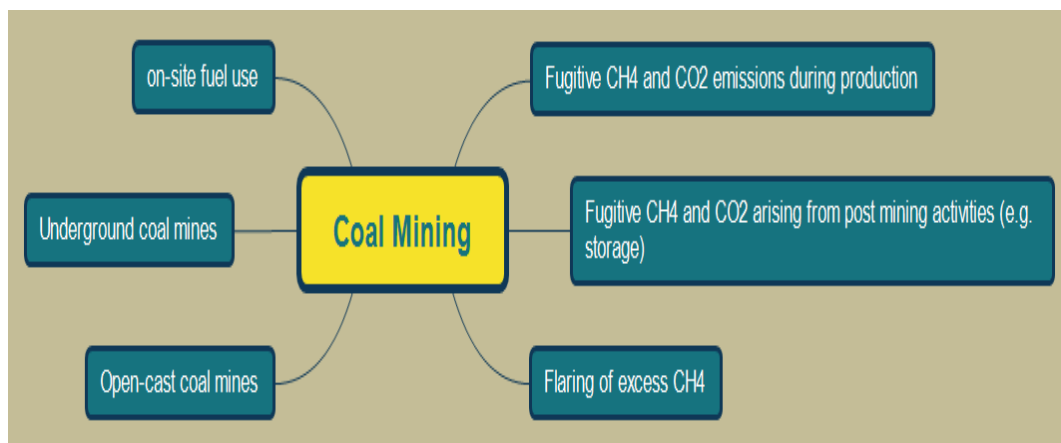 on-site fuel use
Fugitive CH4 and CO2 emissions during production
Underground coal mines
Coal Mining
Fugitive CH4 and CO2 arising from post mining activities (e.g.
storage)
Open-cast coal mines
Flaring of excess CH4